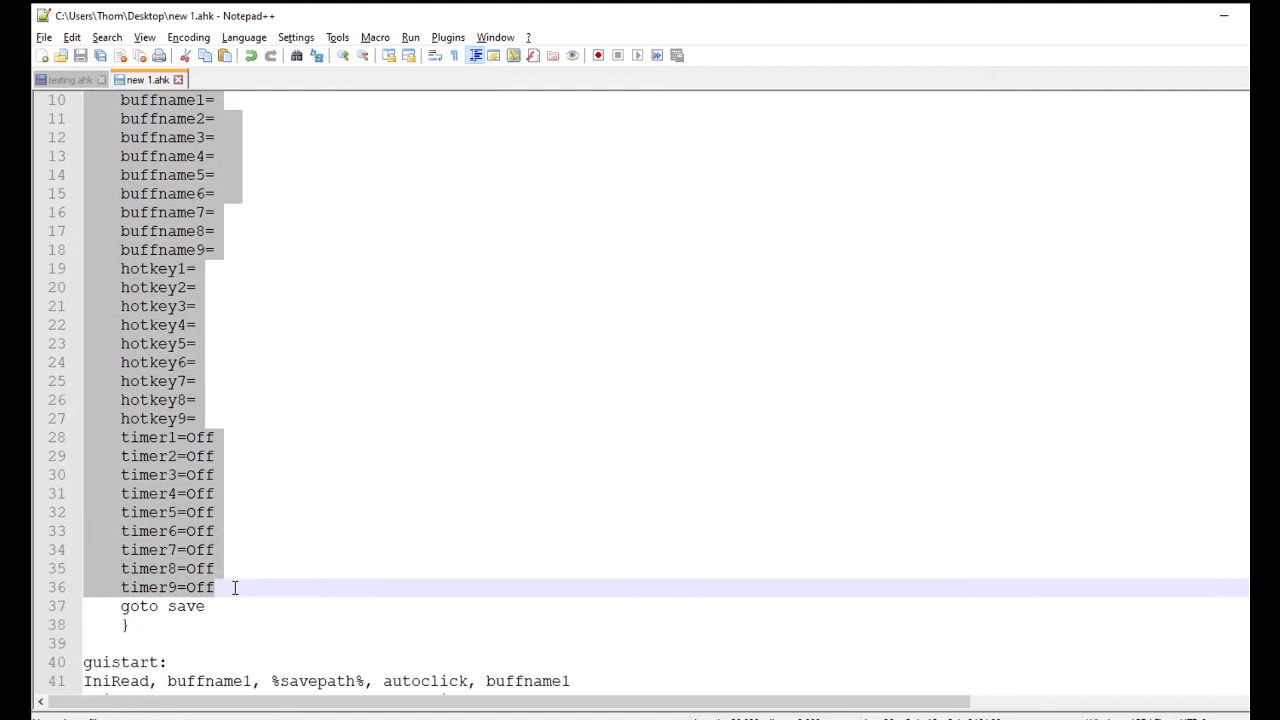 C:\Users\Thom\Desktop\new 1.ahk - Notepad++
File Edit Search View Encoding Language Settings Tools Macro Run Plugins Window ?
testing.ahk new 1.ahk
10 buffname1=
11 buffname2=
12 buffname3=
13 buffname4=
14 buffname5=
15 buffname6=
16 buffname7=
17 buffname8=
18 buffname9=
19 hotkey1=
20 hotkey2=
21 hotkey3=
22 hotkey4=
23 hotkey5=
24 hotkey6=
25 hotkey7=
26 hotkey8=
27 hotkey9=
28 timer1=Off
29 timer2=Off
30 timer3=Off
31 timer4=Off
32 timer5=Off
33 timer6=Off
34 timer7=Off
35 timer8=Off
36 timer9=Off
37 goto save
38 }
39
40 guistart:
41 IniRead, buffname1, %savepath%, autoclick, buffname1